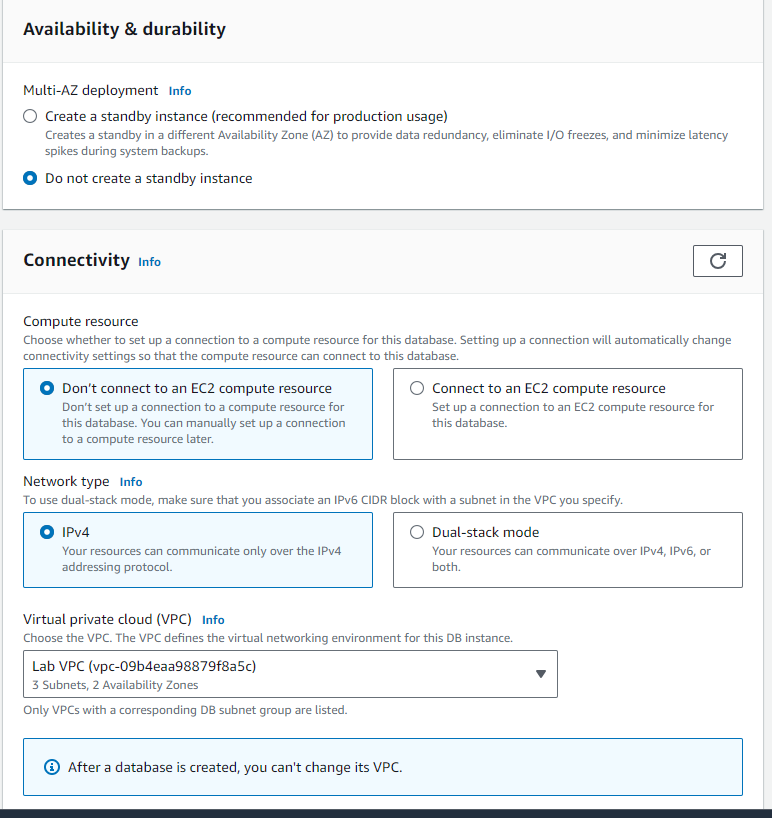 Availability & durability
Multi-AZ deployment Info
Create a standby instance (recommended for production usage)
Creates a standby in a different Availability Zone (AZ) to provide data redundancy, eliminate I/O freezes, and minimize latency
spikes during system backups.
Do not create a standby instance
Connectivity Info
Compute resource
Choose whether to set up a connection to a compute resource for this database. Setting up a connection will automatically change
connectivity settings so that the compute resource can connect to this database.
Don't connect to an EC2 compute resource
Don't set up a connection to a compute resource for
this database. You can manually set up a connection
to a compute resource later.
Connect to an EC2 compute resource
Set up a connection to an EC2 compute resource for
this database.
Network type Info
To use dual-stack mode, make sure that you associate an IPv6 CIDR block with a subnet in the VPC you specify.
IPv4
Your resources can communicate only over the IPv4
addressing protocol.
Dual-stack mode
Your resources can communicate over IPv4, IPv6, or
both.
Virtual private cloud (VPC) Info
Choose the VPC. The VPC defines the virtual networking environment for this DB instance.
Lab VPC (vpc-09b4eaa98879f8a5c)
3 Subnets, 2 Availability Zones
Only VPCs with a corresponding DB subnet group are listed.
After a database is created, you can't change its VPC.